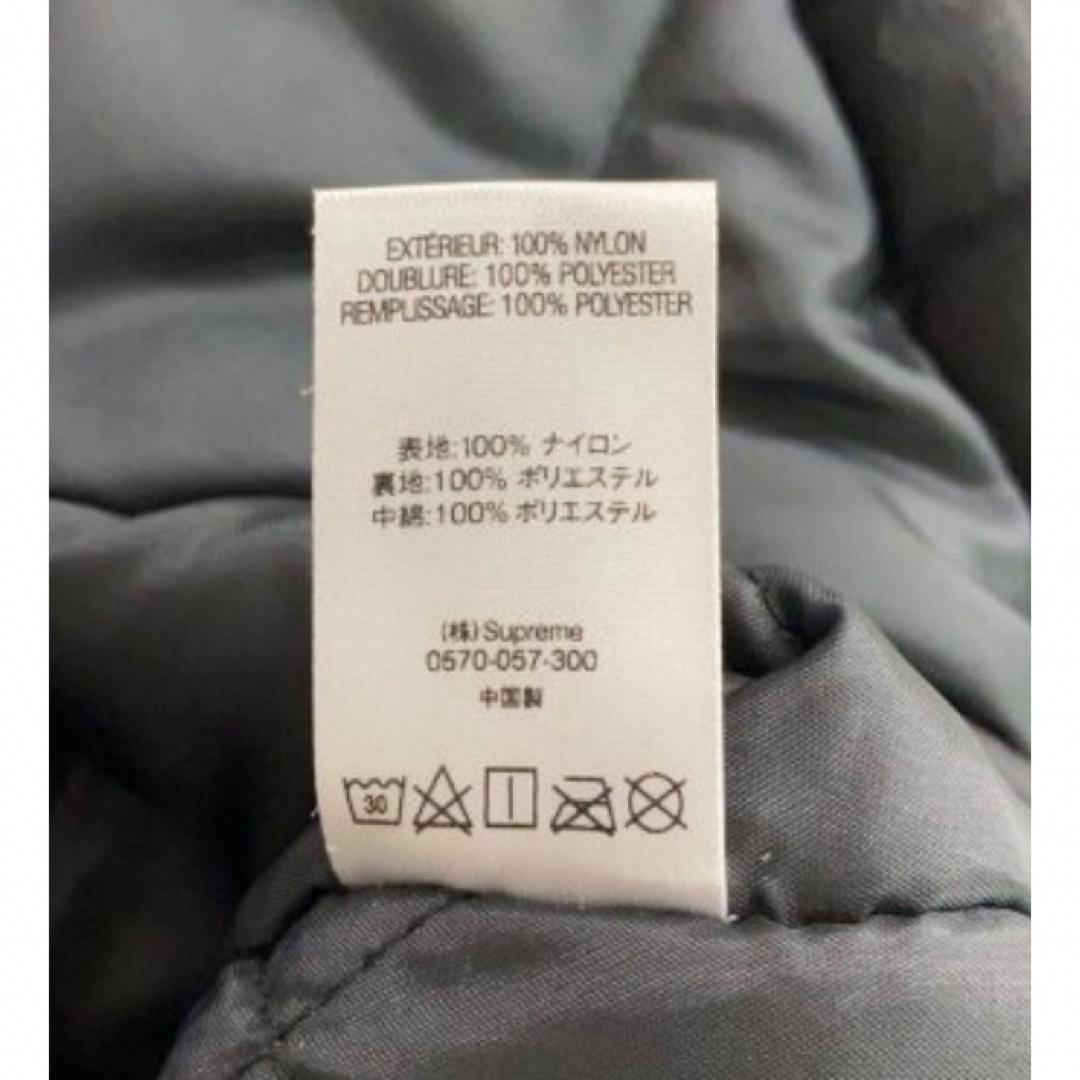 EXTÉRIEUR: 100% NYLON
DOUBLURE: 100% POLYESTER
REMPLISSAGE: 100% POLYESTER
表地:100% ナイロン
裏地:100% ポリエステル
中綿:100% ポリエステル
(株)Supreme
0570-057-300
中国製
30